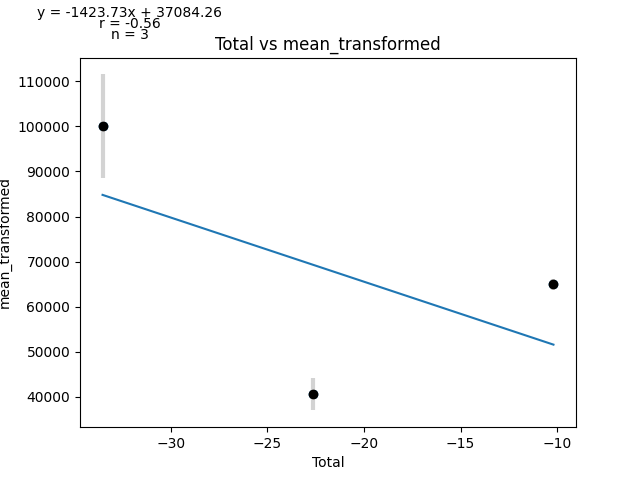 y = -1423.73x + 37084.26
r = -0.56
n = 3
Total vs mean_transformed
110000
100000
90000
80000
70000
60000
50000
40000
mean_transformed
−30
−25
−20
−15
−10
Total